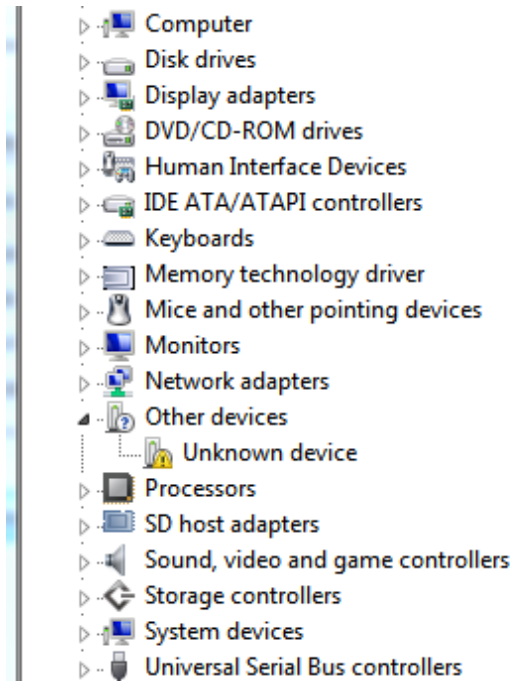 Computer
Disk drives
Display adapters
DVD/CD-ROM drives
Human Interface Devices
IDE ATA/ATAPI controllers
Keyboards
Memory technology driver
Mice and other pointing devices
Monitors
Network adapters
Other devices
Unknown device
Processors
SD host adapters
Sound, video and game controllers
Storage controllers
System devices
Universal Serial Bus controllers